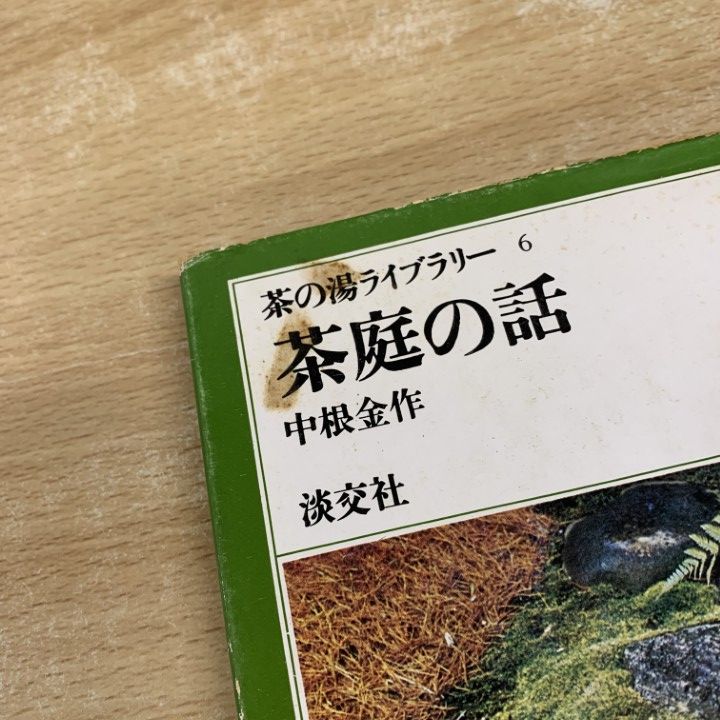 茶の湯ライブラリー 6
茶庭の話
中根金作
淡交社